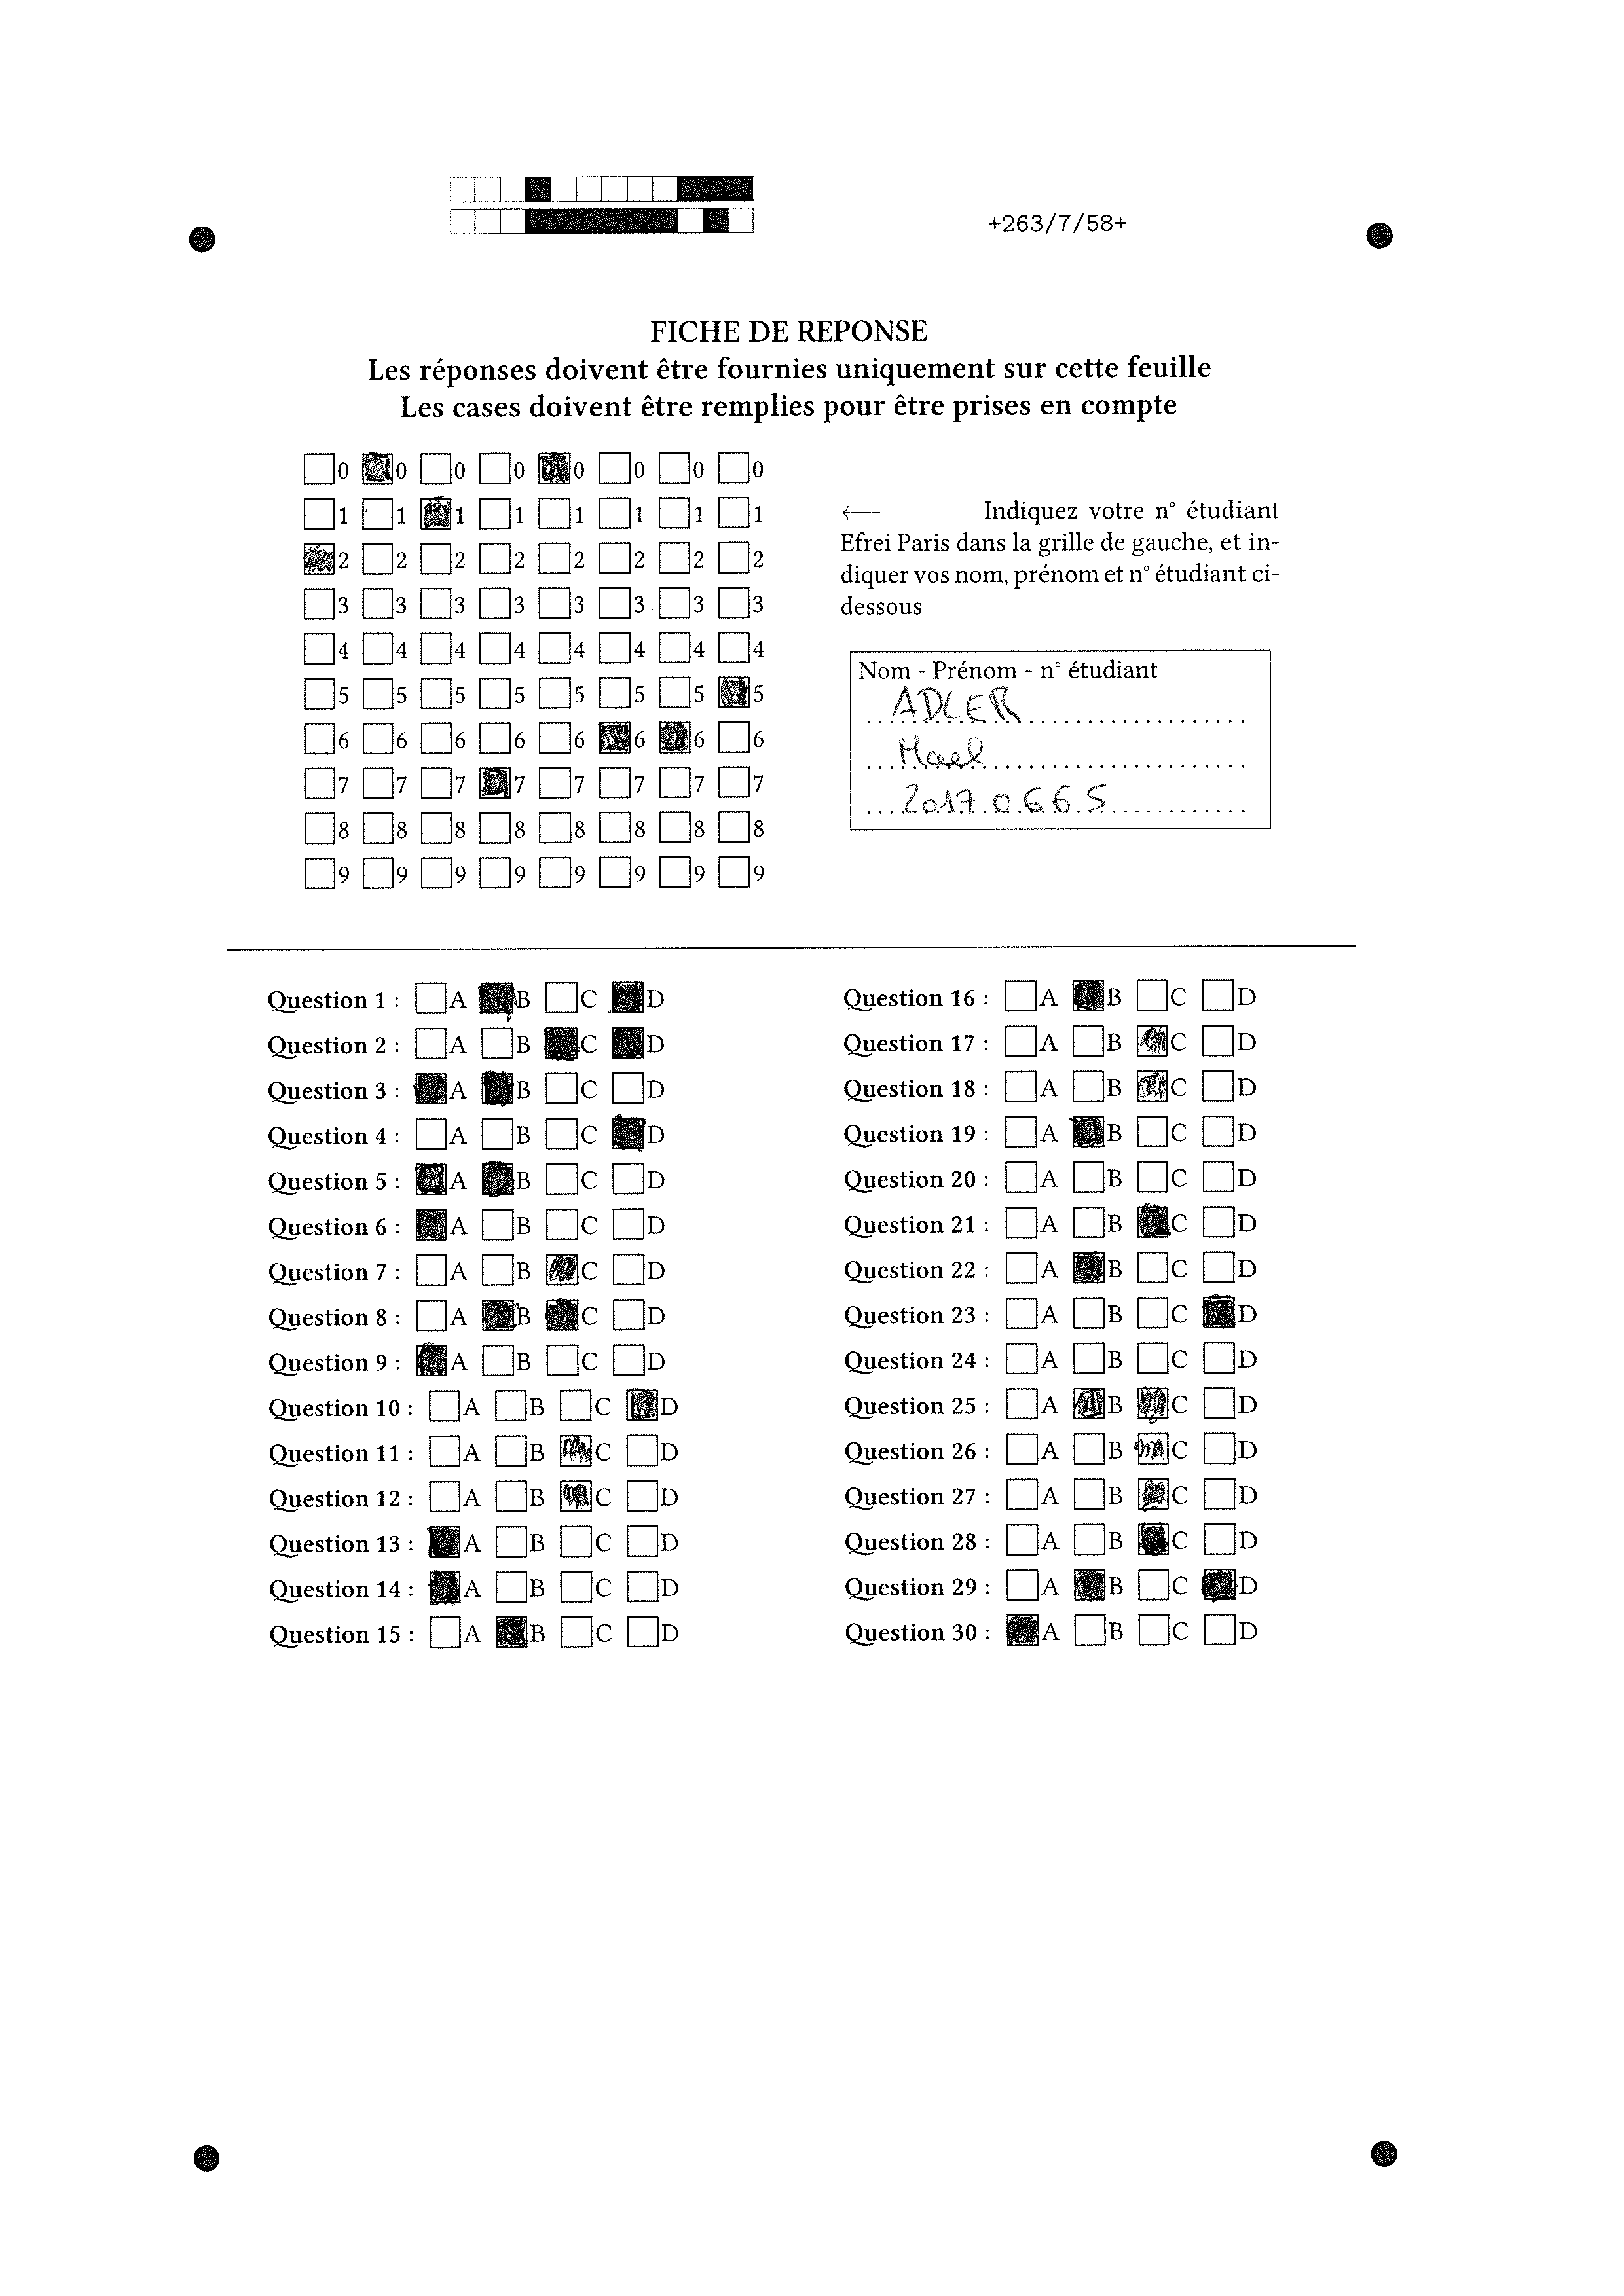 +263/7/58+
FICHE DE REPONSE
Les réponses doivent être fournies uniquement sur cette feuille
Les cases doivent être remplies pour être prises en compte
0 0 0 0 0 0 0 0
1 1 1 1 1 1 1 1
2 2 2 2 2 2 2 2
3 3 3 3 3 3 3 3
4 4 4 4 4 4 4 4
5 5 5 5 5 5 5 5
6 6 6 6 6 6 6 6
7 7 7 7 7 7 7 7
8 8 8 8 8 8 8 8
9 9 9 9 9 9 9 9
← Indiquez votre n° étudiant
Efrei Paris dans la grille de gauche, et in-
diquer vos nom, prénom et n° étudiant ci-
dessous
Nom - Prénom - n° étudiant
ADLER
Mael
20170665
Question 1 : A B C D
Question 2 : A B C D
Question 3 : A B C D
Question 4 : A B C D
Question 5 : A B C D
Question 6 : A B C D
Question 7 : A B C D
Question 8 : A B C D
Question 9 : A B C D
Question 10 : A B C D
Question 11 : A B C D
Question 12 : A B C D
Question 13 : A B C D
Question 14 : A B C D
Question 15 : A B C D
Question 16 : A B C D
Question 17 : A B C D
Question 18 : A B C D
Question 19 : A B C D
Question 20 : A B C D
Question 21 : A B C D
Question 22 : A B C D
Question 23 : A B C D
Question 24 : A B C D
Question 25 : A B C D
Question 26 : A B C D
Question 27 : A B C D
Question 28 : A B C D
Question 29 : A B C D
Question 30 : A B C D